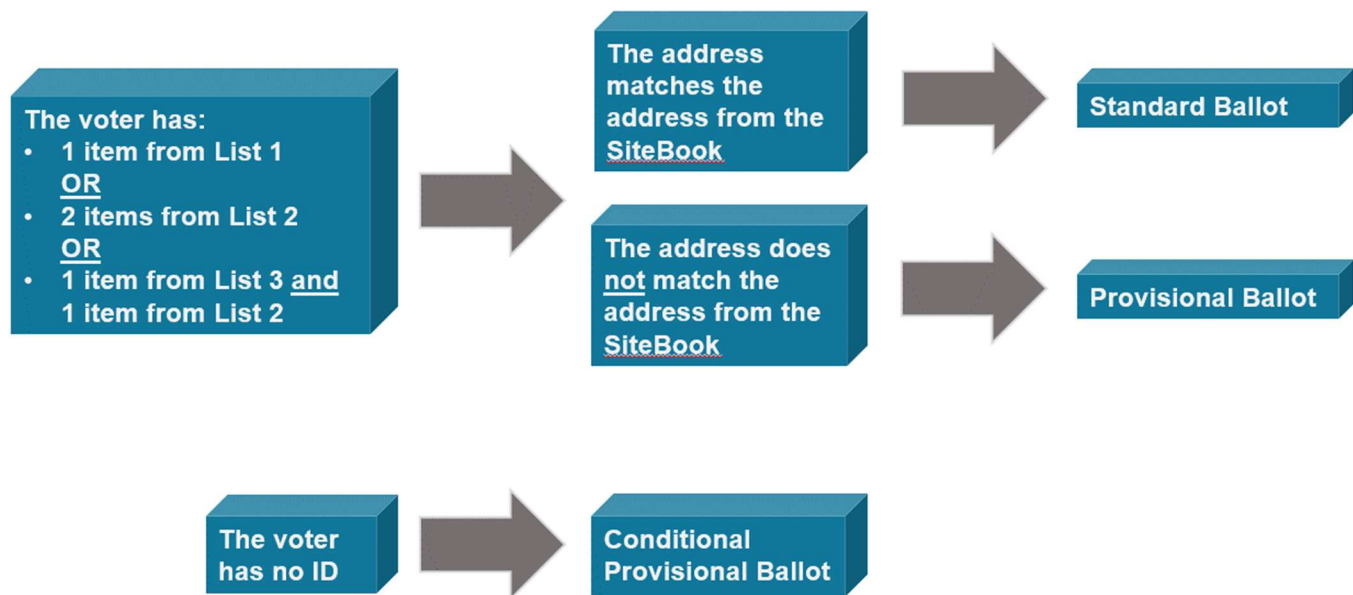 The voter has:
• 1 item from List 1
OR
• 2 items from List 2
OR
• 1 item from List 3 and
1 item from List 2
The address
matches the
address from the
SiteBook
Standard Ballot
The address does
not match the
address from the
SiteBook
Provisional Ballot
The voter
has no ID
Conditional
Provisional Ballot